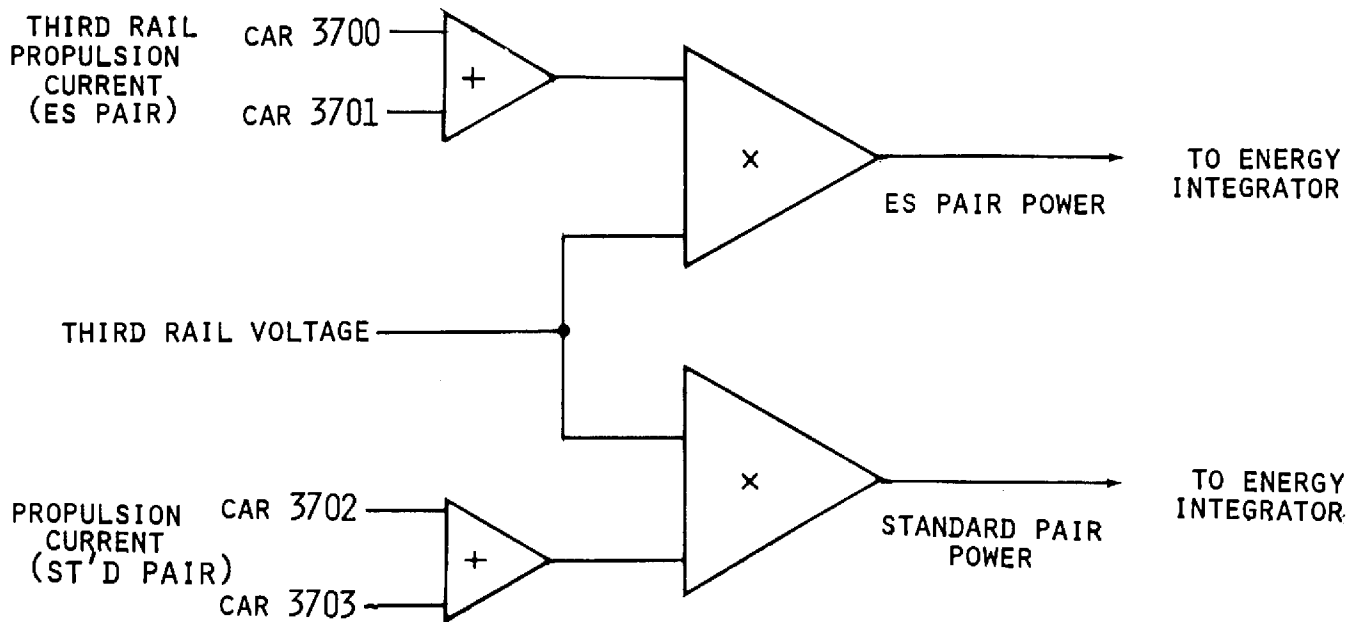 THIRD RAIL
PROPULSION
CURRENT
(ES PAIR)
CAR 3700
+
CAR 3701
×
ES PAIR POWER
TO ENERGY
INTEGRATOR
THIRD RAIL VOLTAGE
PROPULSION
CURRENT
(ST'D PAIR)
CAR 3702
+
CAR 3703
×
STANDARD PAIR
POWER
TO ENERGY
INTEGRATOR